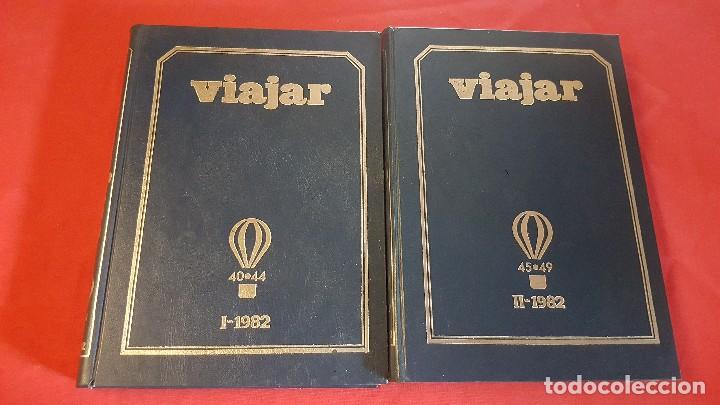 viajar
40•44
I-1982
viajar
45•49
II-1982
todocoleccion